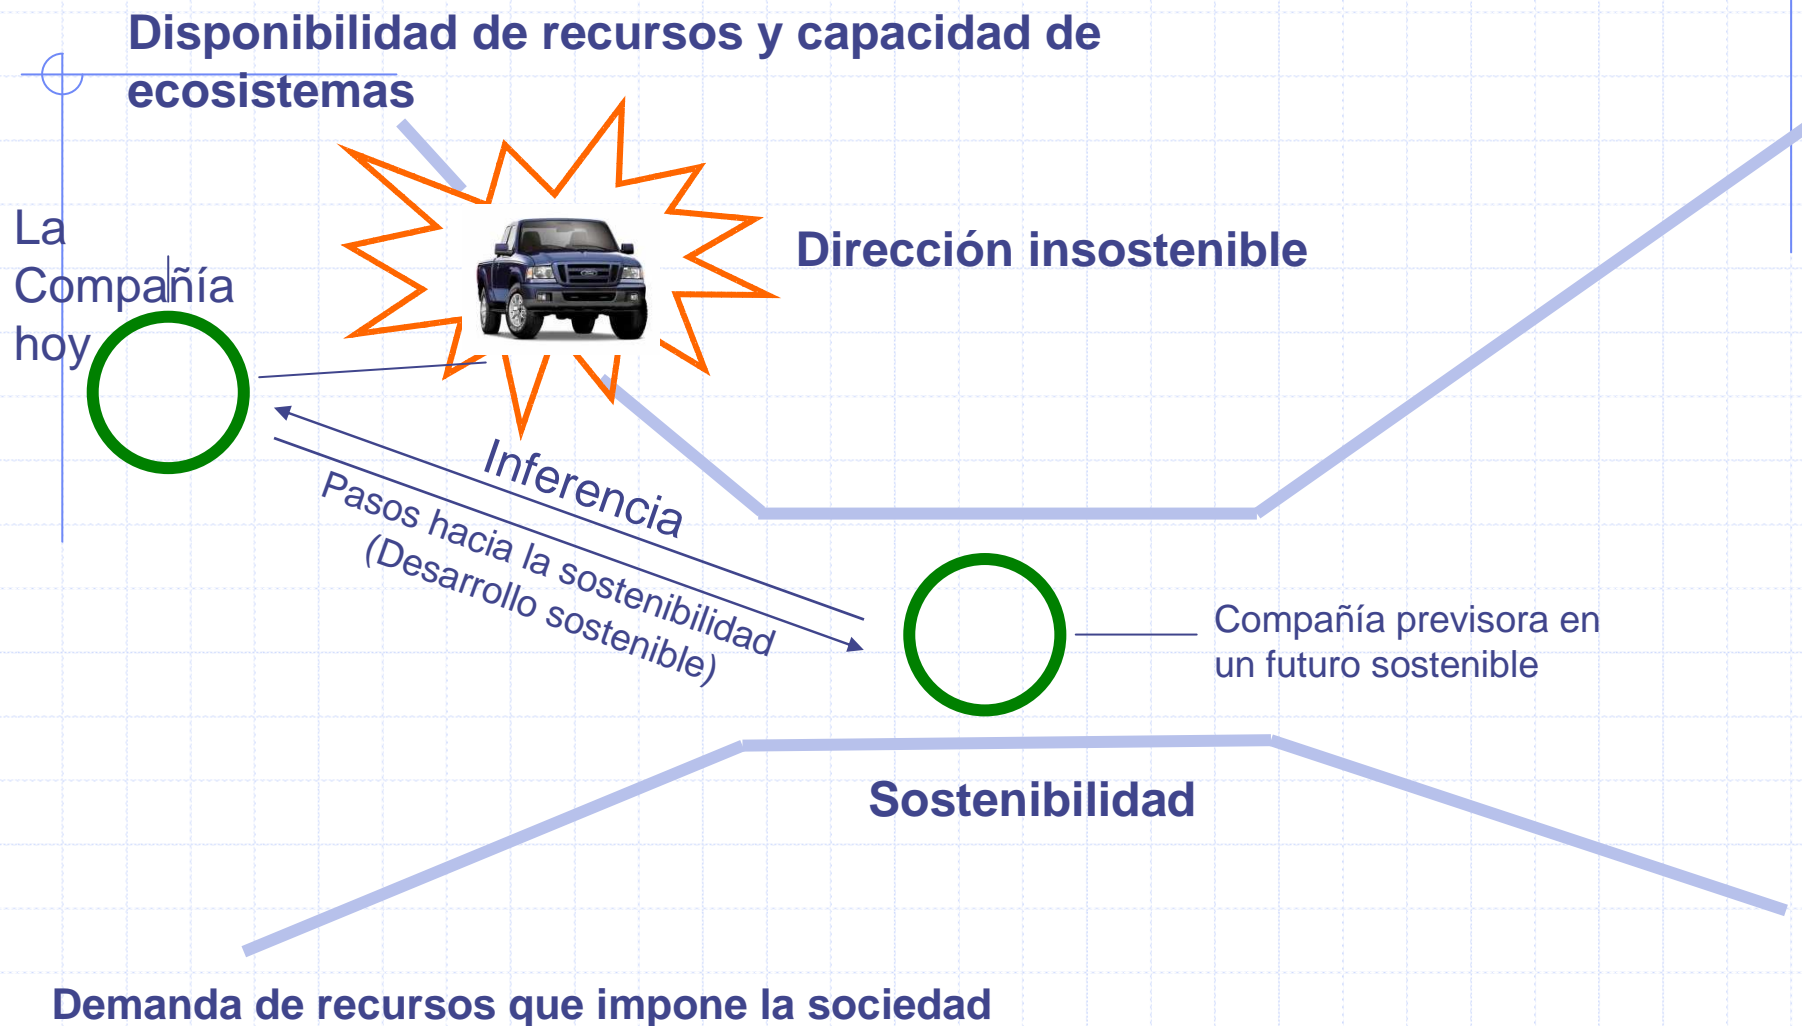 Disponibilidad de recursos y capacidad de
ecosistemas
La
Compañía
hoy
Dirección insostenible
Inferencia
Pasos hacia la sostenibilidad
(Desarrollo sostenible)
Compañía previsora en
un futuro sostenible
Sostenibilidad
Demanda de recursos que impone la sociedad